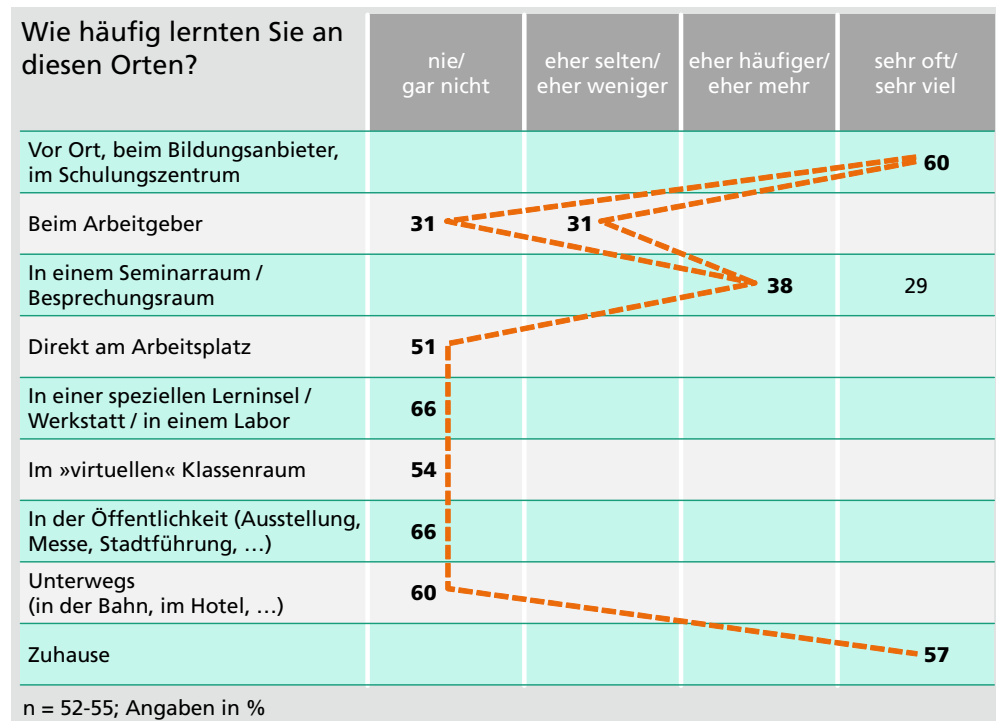 Wie häufig lernten Sie an
diesen Orten?
nie/
gar nicht
eher selten/
eher weniger
eher häufiger/
eher mehr
sehr oft/
sehr viel
Vor Ort, beim Bildungsanbieter,
im Schulungszentrum
60
Beim Arbeitgeber
31
31
In einem Seminarraum /
Besprechungsraum
38
29
Direkt am Arbeitsplatz
51
In einer speziellen Lerninsel /
Werkstatt / in einem Labor
66
Im »virtuellen« Klassenraum
54
In der Öffentlichkeit (Ausstellung,
Messe, Stadtführung, …)
66
Unterwegs
(in der Bahn, im Hotel, …)
60
Zuhause
57
n = 52-55; Angaben in %